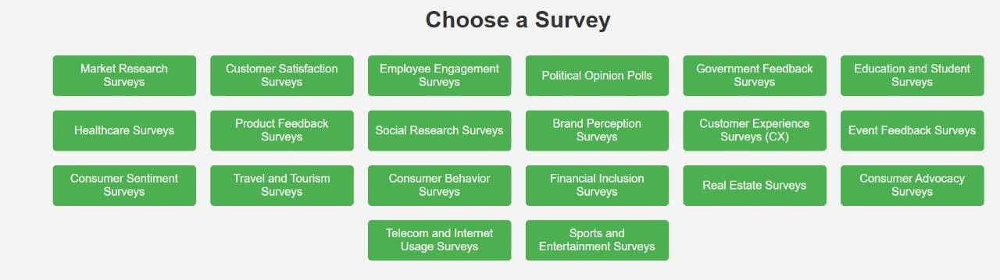 Choose a Survey
Market Research
Surveys
Customer Satisfaction
Surveys
Employee Engagement
Surveys
Political Opinion Polls
Government Feedback
Surveys
Education and Student
Surveys
Healthcare Surveys
Product Feedback
Surveys
Social Research Surveys
Brand Perception
Surveys
Customer Experience
Surveys (CX)
Event Feedback Surveys
Consumer Sentiment
Surveys
Travel and Tourism
Surveys
Consumer Behavior
Surveys
Financial Inclusion
Surveys
Real Estate Surveys
Consumer Advocacy
Surveys
Telecom and Internet
Usage Surveys
Sports and
Entertainment Surveys